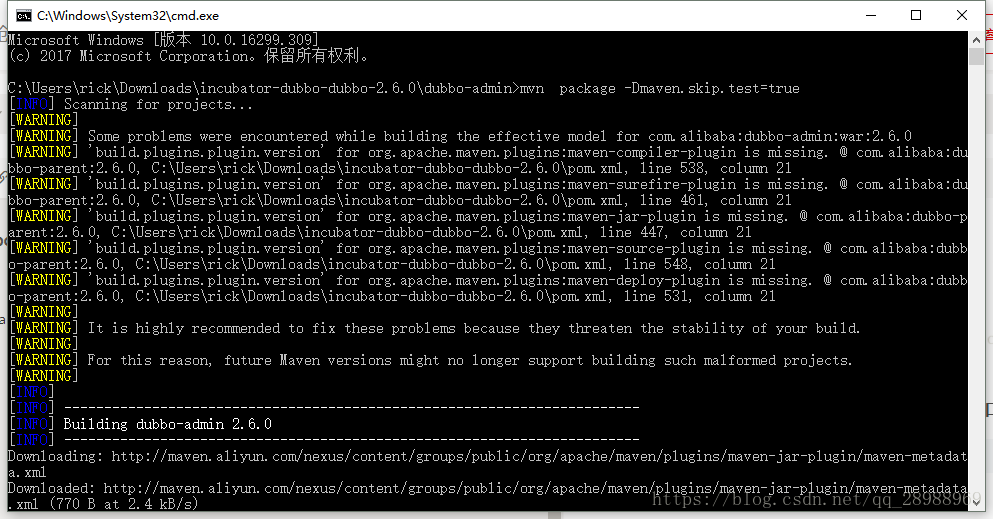 C:\Windows\System32\cmd.exe
Microsoft Windows [版本 10.0.16299.309]
(c) 2017 Microsoft Corporation。保留所有权利。
C:\Users\rick\Downloads\incubator-dubbo-dubbo-2.6.0\dubbo-admin>mvn  package -Dmaven.skip.test=true
[INFO] Scanning for projects...
[WARNING]
[WARNING] Some problems were encountered while building the effective model for com.alibaba:dubbo-admin:war:2.6.0
[WARNING] 'build.plugins.plugin.version' for org.apache.maven.plugins:maven-compiler-plugin is missing. @ com.alibaba:du
bbo-parent:2.6.0, C:\Users\rick\Downloads\incubator-dubbo-dubbo-2.6.0\pom.xml, line 538, column 21
[WARNING] 'build.plugins.plugin.version' for org.apache.maven.plugins:maven-surefire-plugin is missing. @ com.alibaba:du
bbo-parent:2.6.0, C:\Users\rick\Downloads\incubator-dubbo-dubbo-2.6.0\pom.xml, line 461, column 21
[WARNING] 'build.plugins.plugin.version' for org.apache.maven.plugins:maven-jar-plugin is missing. @ com.alibaba:dubbo-p
arent:2.6.0, C:\Users\rick\Downloads\incubator-dubbo-dubbo-2.6.0\pom.xml, line 447, column 21
[WARNING] 'build.plugins.plugin.version' for org.apache.maven.plugins:maven-source-plugin is missing. @ com.alibaba:dubb
o-parent:2.6.0, C:\Users\rick\Downloads\incubator-dubbo-dubbo-2.6.0\pom.xml, line 548, column 21
[WARNING] 'build.plugins.plugin.version' for org.apache.maven.plugins:maven-deploy-plugin is missing. @ com.alibaba:dubb
o-parent:2.6.0, C:\Users\rick\Downloads\incubator-dubbo-dubbo-2.6.0\pom.xml, line 531, column 21
[WARNING]
[WARNING] It is highly recommended to fix these problems because they threaten the stability of your build.
[WARNING]
[WARNING] For this reason, future Maven versions might no longer support building such malformed projects.
[WARNING]
[INFO]
[INFO] ------------------------------------------------------------------------
[INFO] Building dubbo-admin 2.6.0
[INFO] ------------------------------------------------------------------------
Downloading: http://maven.aliyun.com/nexus/content/groups/public/org/apache/maven/plugins/maven-jar-plugin/maven-metadat
a.xml
Downloaded: http://maven.aliyun.com/nexus/content/groups/public/org/apache/maven/plugins/maven-jar-plugin/maven-metadata
.xml (770 B at 2.4 kB/s)
https://blog.csdn.net/qq_28988969